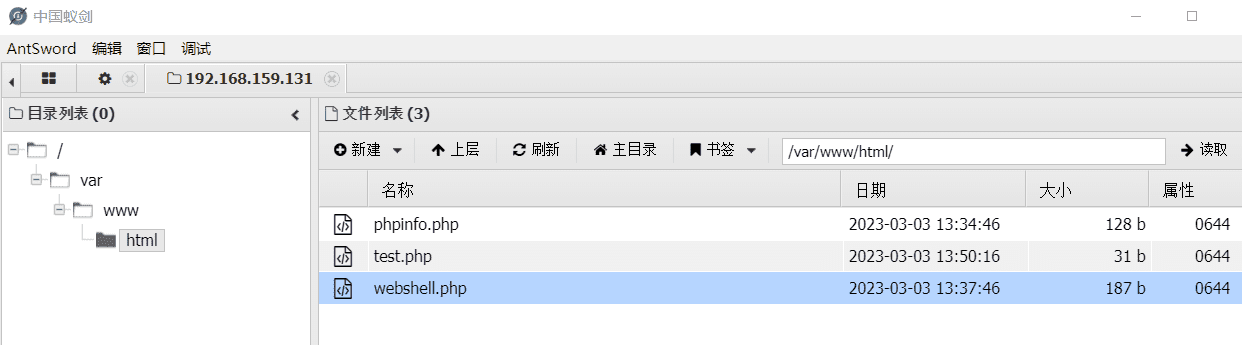 中国蚁剑
AntSword 编辑 窗口 调试
192.168.159.131
目录列表 (0)
文件列表 (3)
新建 上层 刷新 主目录 书签 /var/www/html/ 读取
/
var
www
html
名称 日期 大小 属性
phpinfo.php 2023-03-03 13:34:46 128 b 0644
test.php 2023-03-03 13:50:16 31 b 0644
webshell.php 2023-03-03 13:37:46 187 b 0644